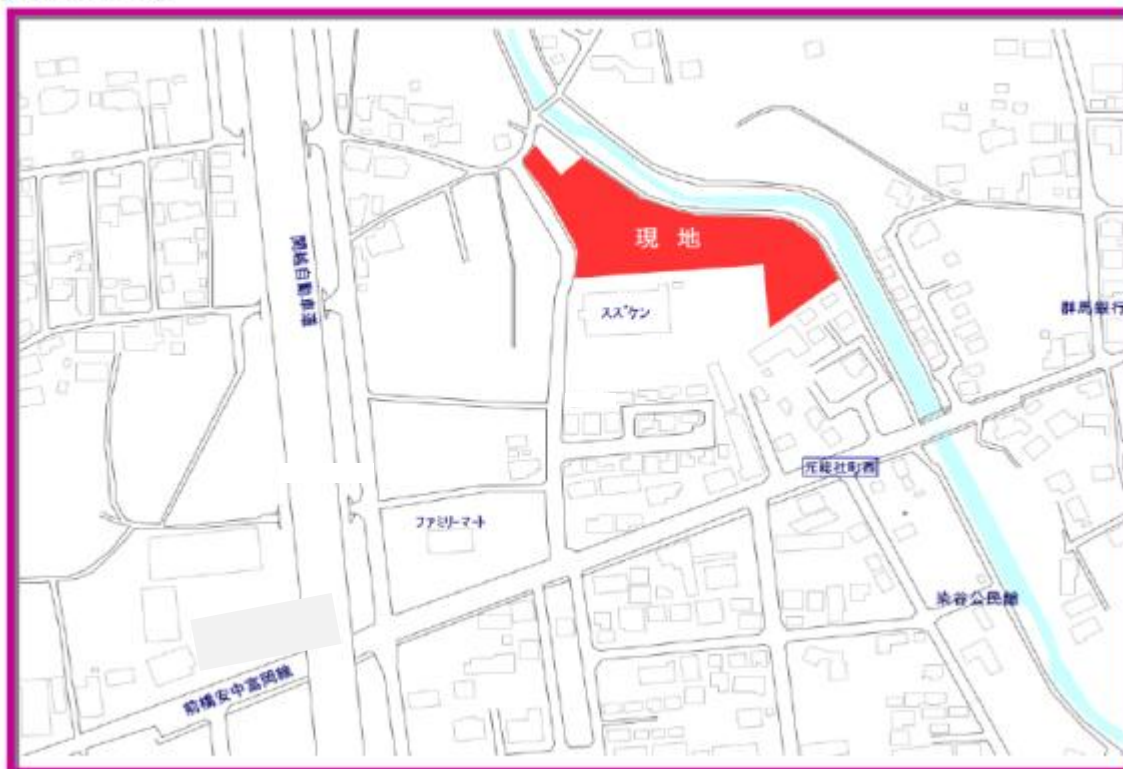 現 地
関越自動車道
スズケン
群馬銀行
元総社町西
ファミリーマート
染谷公民館
前橋安中富岡線